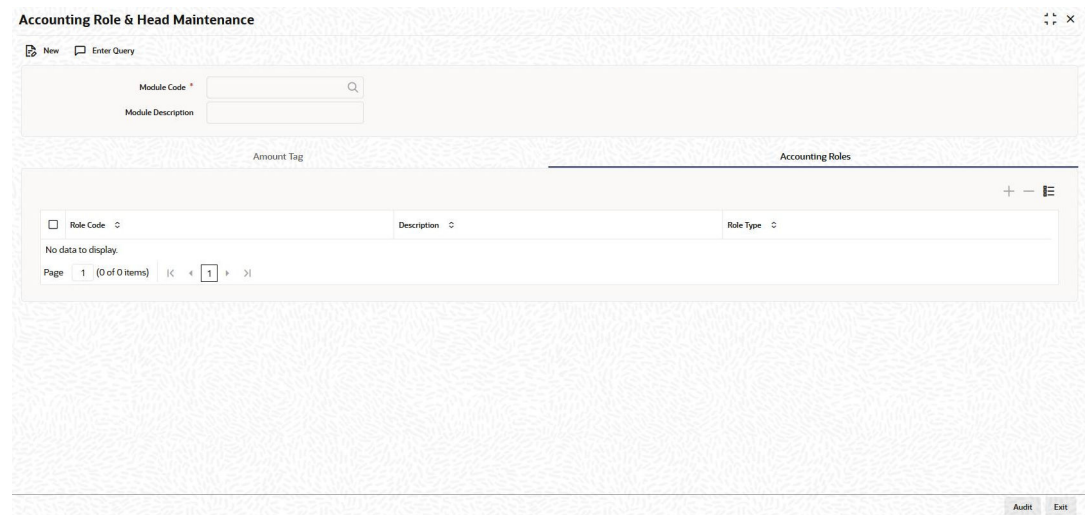 Accounting Role & Head Maintenance
New Enter Query
Module Code *
Module Description
Amount Tag Accounting Roles
Role Code Description Role Type
No data to display.
Page 1 (0 of 0 items) 1
Audit Exit